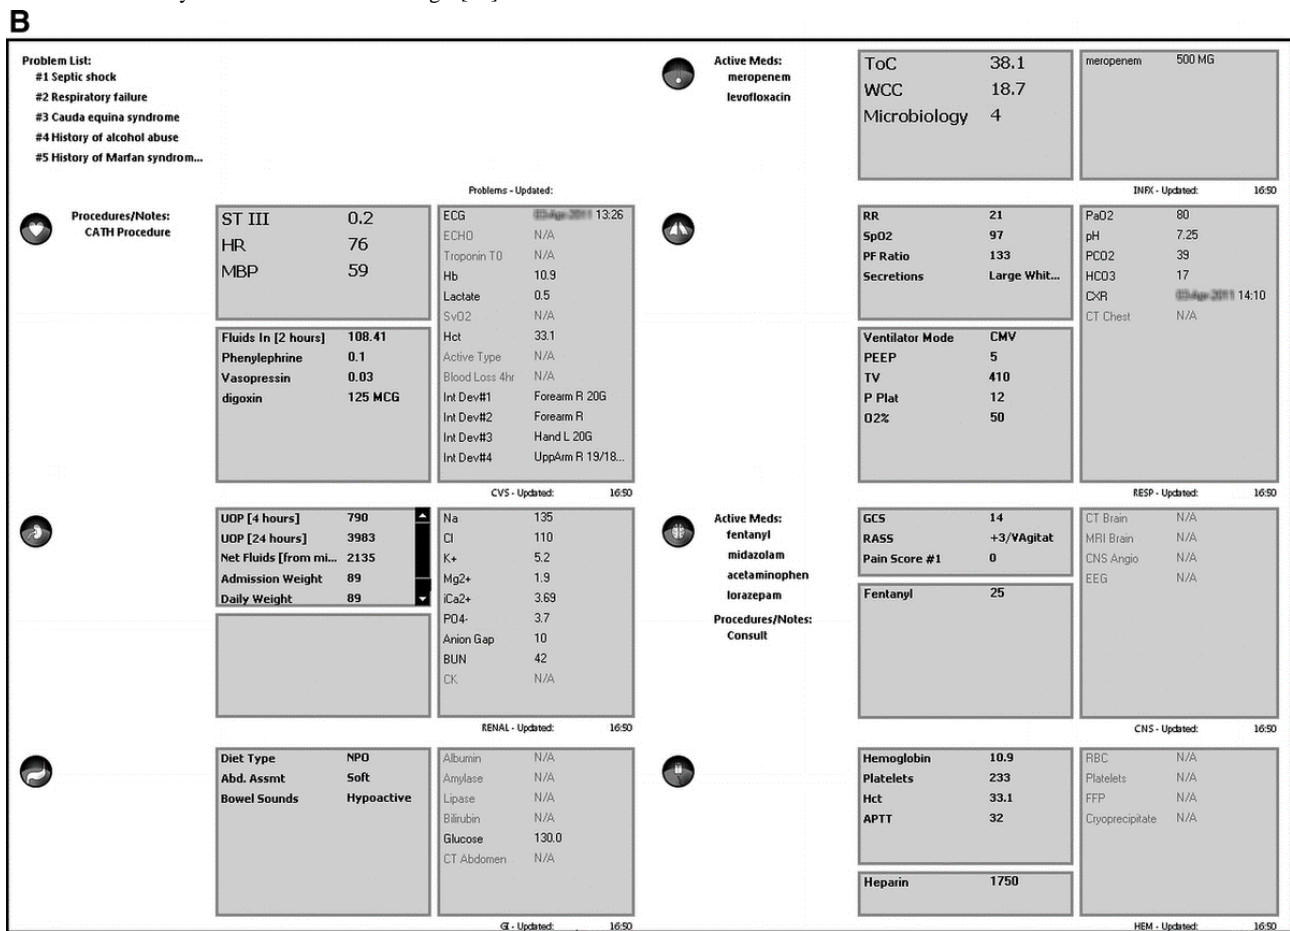 B
Problem List:
#1 Septic shock
#2 Respiratory failure
#3 Cauda equina syndrome
#4 History of alcohol abuse
#5 History of Marfan syndrom...
Problems - Updated:
Active Meds:
meropenem
levofloxacin
ToC 38.1
WCC 18.7
Microbiology 4
meropenem 500 MG
INFX - Updated: 16:50
Procedures/Notes:
CATH Procedure
ST III 0.2
HR 76
MBP 59
Fluids In [2 hours] 108.41
Phenylephrine 0.1
Vasopressin 0.03
digoxin 125 MCG
ECG 13:26
ECHO N/A
Troponin T0 N/A
Hb 10.9
Lactate 0.5
SvO2 N/A
Hct 33.1
Active Type N/A
Blood Loss 4hr N/A
Int Dev#1 Forearm R 20G
Int Dev#2 Forearm R
Int Dev#3 Hand L 20G
Int Dev#4 UppArm R 19/18...
CVS - Updated: 16:50
RR 21
SpO2 97
PF Ratio 133
Secretions Large Whit...
Ventilator Mode CMV
PEEP 5
TV 410
P Plat 12
O2% 50
PaO2 80
pH 7.25
PCO2 39
HCO3 17
CXR 14:10
CT Chest N/A
RESP - Updated: 16:50
UOP [4 hours] 790
UOP [24 hours] 3983
Net Fluids [from mi... 2135
Admission Weight 89
Daily Weight 89
Na 135
Cl 110
K+ 5.2
Mg2+ 1.9
iCa2+ 3.69
PO4- 3.7
Anion Gap 10
BUN 42
CK N/A
RENAL - Updated: 16:50
Active Meds:
fentanyl
midazolam
acetaminophen
lorazepam
Procedures/Notes:
Consult
GCS 14
RASS +3/VAgitat
Pain Score #1 0
Fentanyl 25
CT Brain N/A
MRI Brain N/A
CNS Angio N/A
EEG N/A
CNS - Updated: 16:50
Diet Type NPO
Abd. Assmt Soft
Bowel Sounds Hypoactive
Albumin N/A
Amylase N/A
Lipase N/A
Bilirubin N/A
Glucose 130.0
CT Abdomen N/A
GI - Updated: 16:50
Hemoglobin 10.9
Platelets 233
Hct 33.1
APTT 32
Heparin 1750
RBC N/A
Platelets N/A
FFP N/A
Cryoprecipitate N/A
HEM - Updated: 16:50